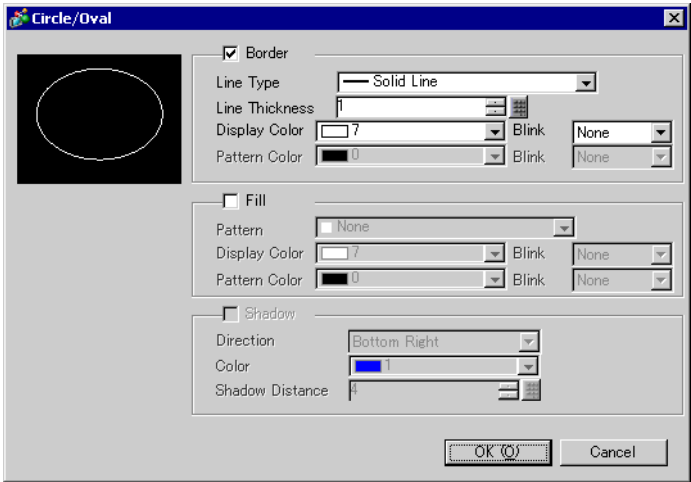 Circle/Oval
Border
Line Type Solid Line
Line Thickness 1
Display Color 7 Blink None
Pattern Color 0 Blink None
Fill
Pattern None
Display Color 7 Blink None
Pattern Color 0 Blink None
Shadow
Direction Bottom Right
Color 1
Shadow Distance 4
OK (O) Cancel